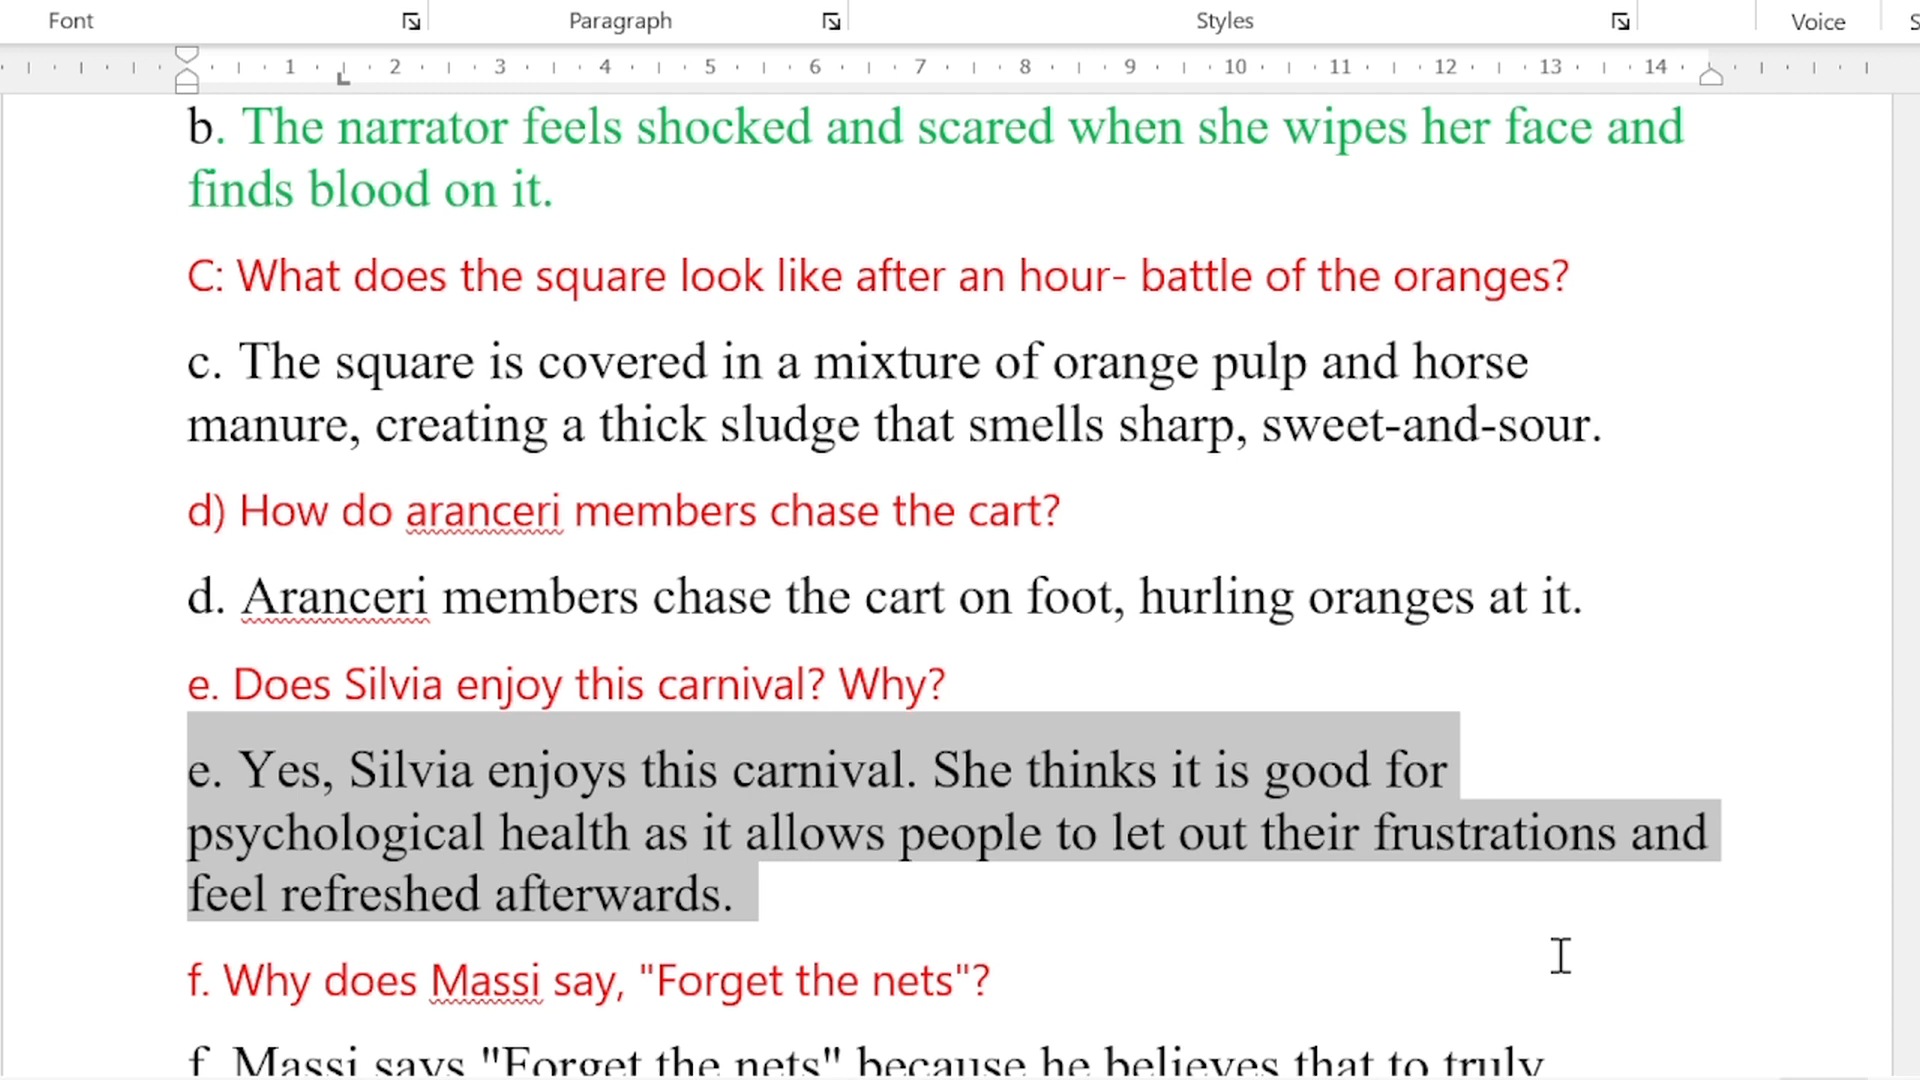 Font Paragraph Styles Voice S
1 2 3 4 5 6 7 8 9 10 11 12 13 14
b. The narrator feels shocked and scared when she wipes her face and
finds blood on it.
C: What does the square look like after an hour- battle of the oranges?
c. The square is covered in a mixture of orange pulp and horse
manure, creating a thick sludge that smells sharp, sweet-and-sour.
d) How do aranceri members chase the cart?
d. Aranceri members chase the cart on foot, hurling oranges at it.
e. Does Silvia enjoy this carnival? Why?
e. Yes, Silvia enjoys this carnival. She thinks it is good for
psychological health as it allows people to let out their frustrations and
feel refreshed afterwards.
f. Why does Massi say, "Forget the nets"?
f. Massi says "Forget the nets" because he believes that to truly